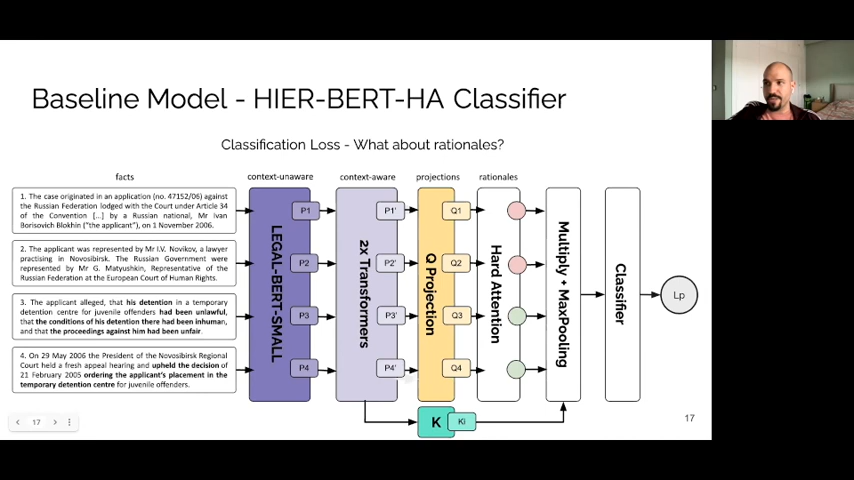 Baseline Model - HIER-BERT-HA Classifier
Classification Loss - What about rationales?
facts
context-unaware
context-aware
projections
rationales
1. The case originated in an application (no. 47152/06) against
the Russian Federation lodged with the Court under Article 34
of the Convention [...] by a Russian national, Mr Ivan
Borisovich Blokhin ("the applicant"), on 1 November 2006.
2. The applicant was represented by Mr I.V. Novikov, a lawyer
practising in Novosibirsk. The Russian Government were
represented by Mr G. Matyushkin, Representative of the
Russian Federation at the European Court of Human Rights.
3. The applicant alleged, that his detention in a temporary
detention centre for juvenile offenders had been unlawful,
that the conditions of his detention there had been inhuman,
and that the proceedings against him had been unfair.
4. On 29 May 2006 the President of the Novosibirsk Regional
Court held a fresh appeal hearing and upheld the decision of
21 February 2005 ordering the applicant's placement in the
temporary detention centre for juvenile offenders.
LEGAL-BERT-SMALL
P1
P2
P3
P4
2x Transformers
P1'
P2'
P3'
P4'
Q Projection
Q1
Q2
Q3
Q4
Hard Attention
Multiply + MaxPooling
Classifier
Lp
K
Ki
17
17